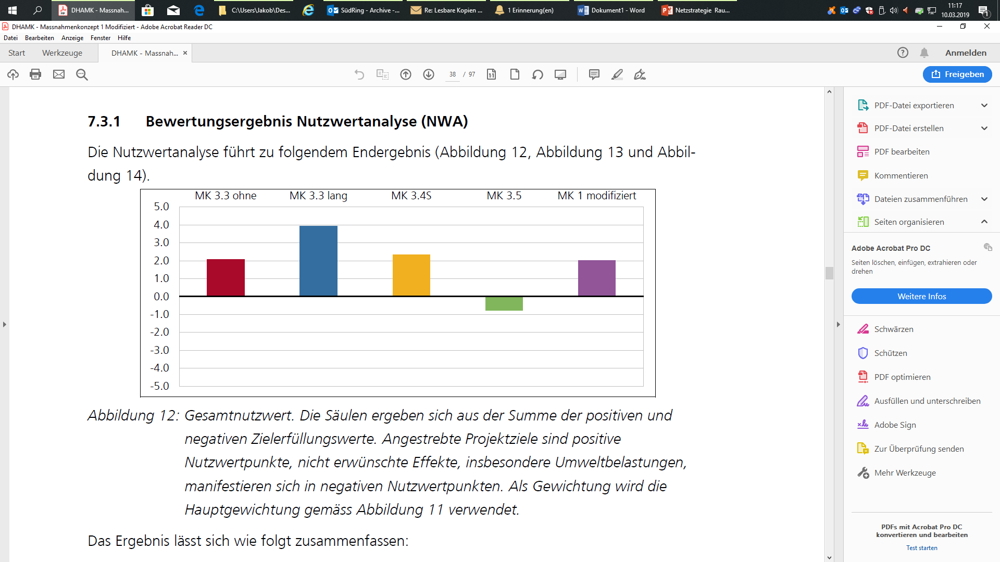 DHAMK - Massnah...
C:\Users\Jakob\Des...
SüdRing - Archive -...
Re: Lesbare Kopien ...
1 Erinnerung(en)
Dokument1 - Word
Netzstrategie Rau...
11:17
10.03.2019
1
DHAMK - Massnahmenkonzept 1 Modifiziert - Adobe Acrobat Reader DC
Datei Bearbeiten Anzeige Fenster Hilfe
Start Werkzeuge DHAMK - Massnah... Anmelden
38 / 97 Freigeben
7.3.1 Bewertungsergebnis Nutzwertanalyse (NWA)
Die Nutzwertanalyse führt zu folgendem Endergebnis (Abbildung 12, Abbildung 13 und Abbil-
dung 14).
MK 3.3 ohne MK 3.3 lang MK 3.4S MK 3.5 MK 1 modifiziert
5.0
4.0
3.0
2.0
1.0
0.0
-1.0
-2.0
-3.0
-4.0
-5.0
Abbildung 12: Gesamtnutzwert. Die Säulen ergeben sich aus der Summe der positiven und
negativen Zielerfüllungswerte. Angestrebte Projektziele sind positive
Nutzwertpunkte, nicht erwünschte Effekte, insbesondere Umweltbelastungen,
manifestieren sich in negativen Nutzwertpunkten. Als Gewichtung wird die
Hauptgewichtung gemäss Abbildung 11 verwendet.
Das Ergebnis lässt sich wie folgt zusammenfassen:
PDF-Datei exportieren
PDF-Datei erstellen
PDF bearbeiten
Kommentieren
Dateien zusammenführen
Seiten organisieren
Adobe Acrobat Pro DC
Seiten löschen, einfügen, extrahieren oder
drehen
Weitere Infos
Schwärzen
Schützen
PDF optimieren
Ausfüllen und unterschreiben
Adobe Sign
Zur Überprüfung senden
Mehr Werkzeuge
PDFs mit Acrobat Pro DC
konvertieren und bearbeiten
Test starten